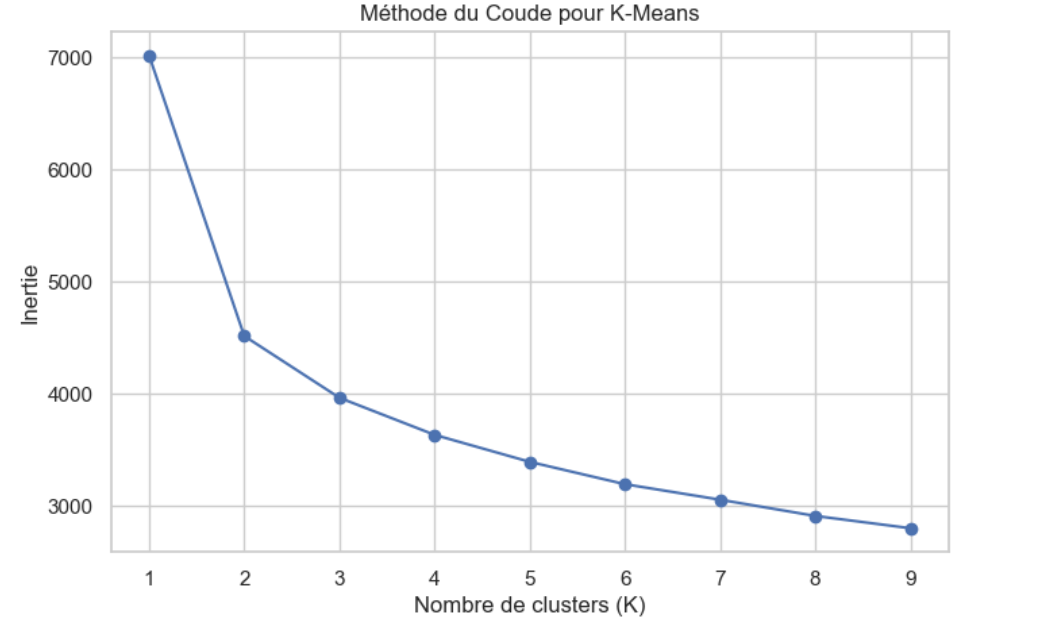 Méthode du Coude pour K-Means
7000
6000
5000
4000
3000
Inertie
1 2 3 4 5 6 7 8 9
Nombre de clusters (K)